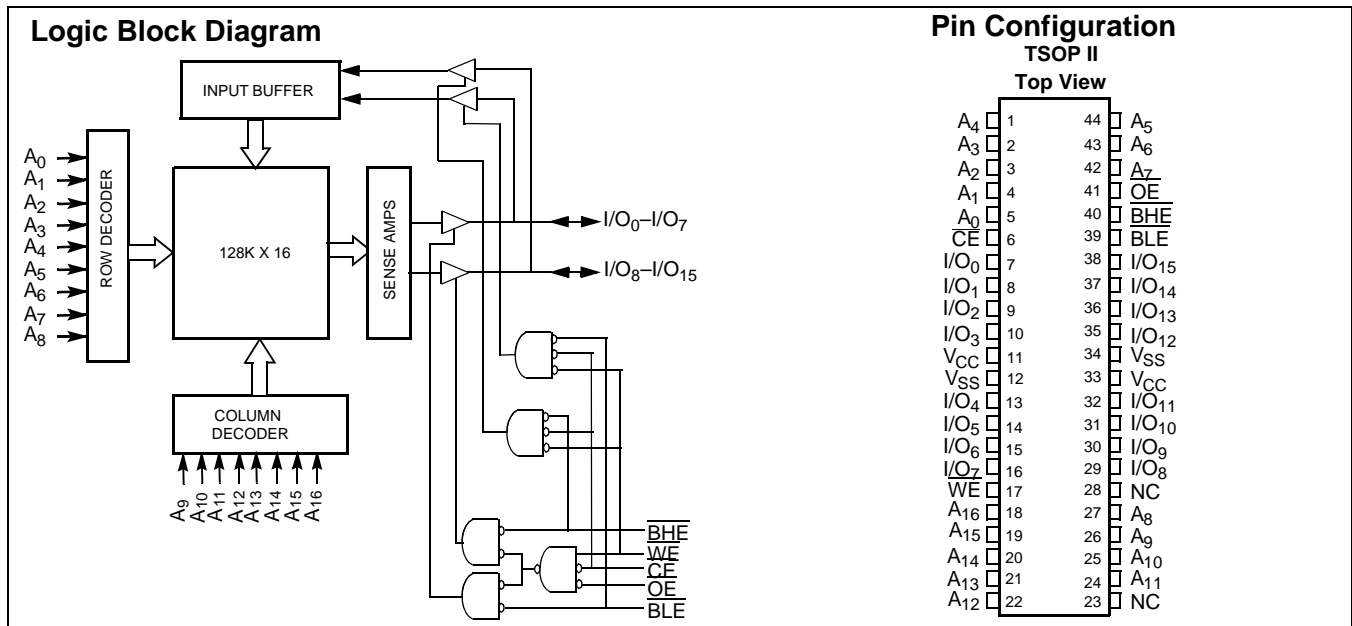 Logic Block Diagram
INPUT BUFFER
A0
A1
A2
A3
A4
A5
A6
A7
A8
ROW DECODER
128K X 16
SENSE AMPS
I/O0–I/O7
I/O8–I/O15
COLUMN
DECODER
A9
A10
A11
A12
A13
A14
A15
A16
BHE
WE
CE
OE
BLE
Pin Configuration
TSOP II
Top View
A4 1 44 A5
A3 2 43 A6
A2 3 42 A7
A1 4 41 OE
A0 5 40 BHE
CE 6 39 BLE
I/O0 7 38 I/O15
I/O1 8 37 I/O14
I/O2 9 36 I/O13
I/O3 10 35 I/O12
VCC 11 34 VSS
VSS 12 33 VCC
I/O4 13 32 I/O11
I/O5 14 31 I/O10
I/O6 15 30 I/O9
I/O7 16 29 I/O8
WE 17 28 NC
A16 18 27 A8
A15 19 26 A9
A14 20 25 A10
A13 21 24 A11
A12 22 23 NC